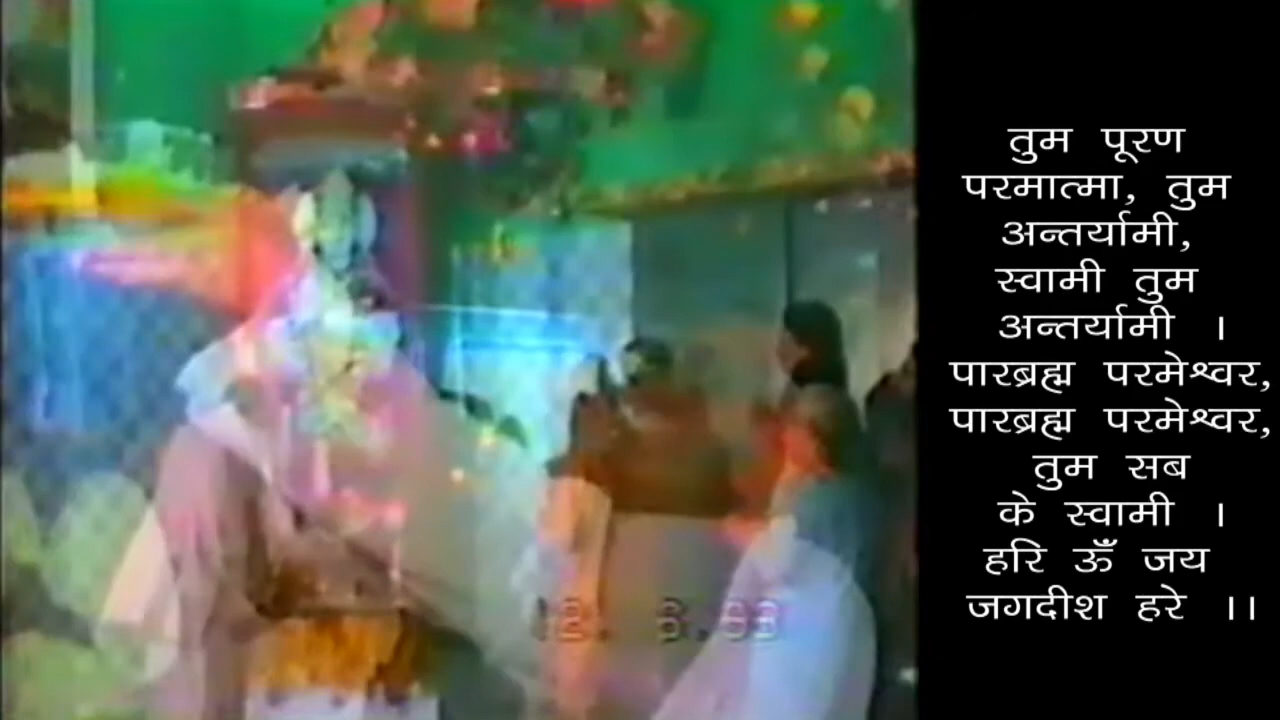 तुम पूरण
परमात्मा, तुम
अन्तर्यामी,
स्वामी तुम
अन्तर्यामी ।
पारब्रह्म परमेश्वर,
पारब्रह्म परमेश्वर,
तुम सब
के स्वामी ।
हरि ऊँ जय
जगदीश हरे ।।